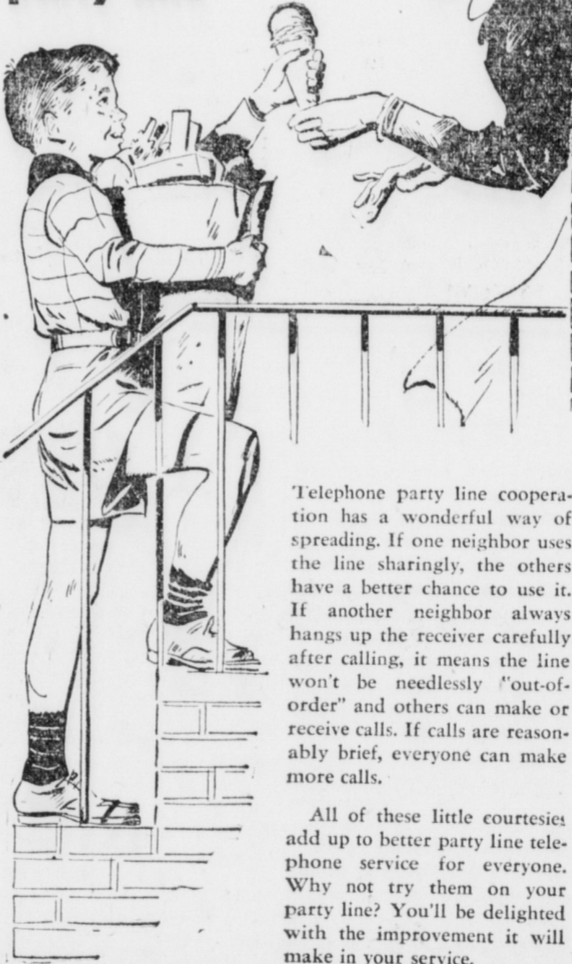 Telephone party line coopera-
tion has a wonderful way of
spreading. If one neighbor uses
the line sharingly, the others
have a better chance to use it.
If another neighbor always
hangs up the receiver carefully
after calling, it means the line
won't be needlessly "out-of-
order" and others can make or
receive calls. If calls are reason-
ably brief, everyone can make
more calls.
All of these little courtesies
add up to better party line tele-
phone service for everyone.
Why not try them on your
party line? You'll be delighted
with the improvement it will
make in your service.